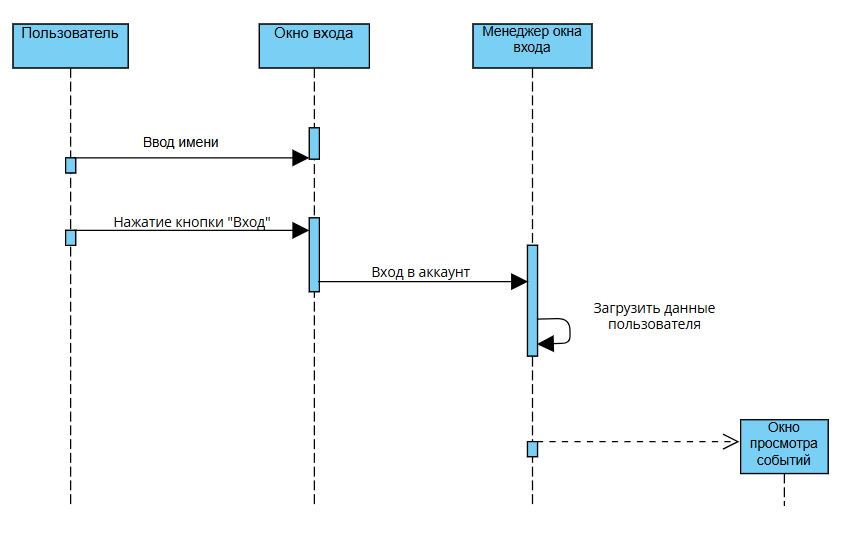 Пользователь
Окно входа
Менеджер окна
входа
Ввод имени
Нажатие кнопки "Вход"
Вход в аккаунт
Загрузить данные
пользователя
Окно
просмотра
событий